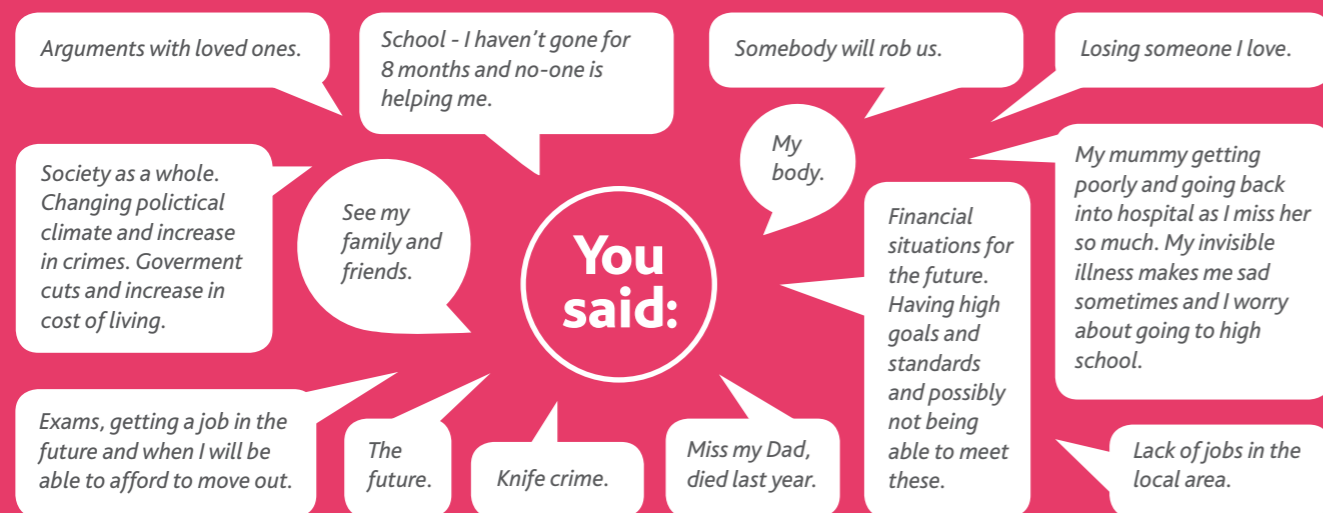 Arguments with loved ones.
School - I haven't gone for
8 months and no-one is
helping me.
Somebody will rob us.
Losing someone I love.
Society as a whole.
Changing polictical
climate and increase
in crimes. Goverment
cuts and increase in
cost of living.
See my
family and
friends.
You
said:
My
body.
Financial
situations for
the future.
Having high
goals and
standards
and possibly
not being
able to meet
these.
My mummy getting
poorly and going back
into hospital as I miss her
so much. My invisible
illness makes me sad
sometimes and I worry
about going to high
school.
Exams, getting a job in the
future and when I will be
able to afford to move out.
The
future.
Knife crime.
Miss my Dad,
died last year.
Lack of jobs in the
local area.